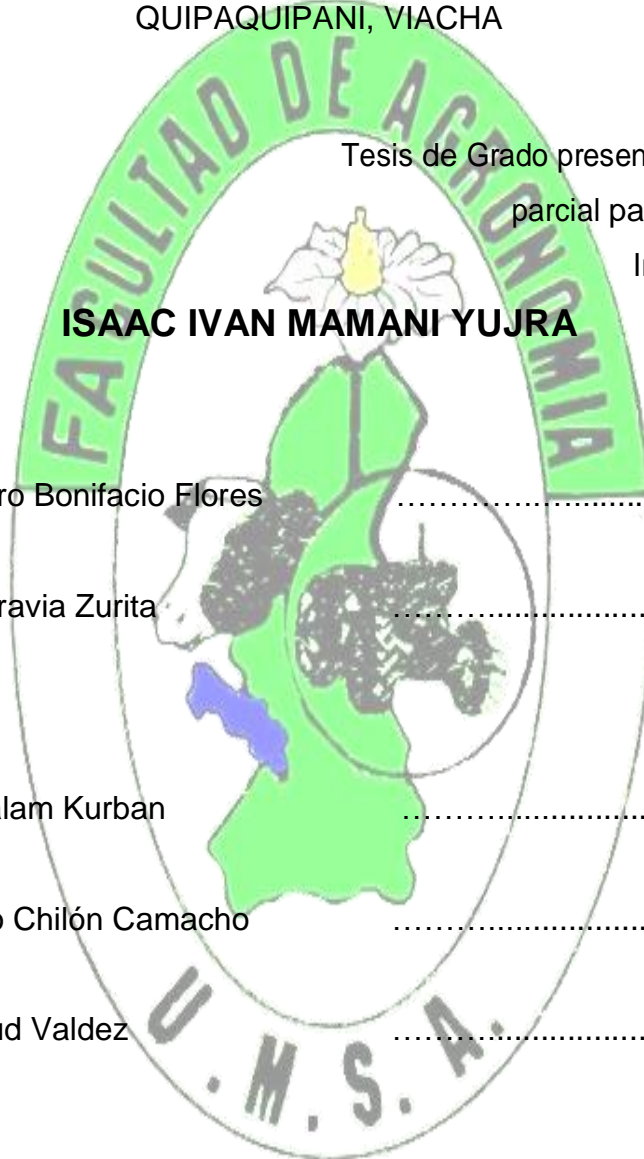 QUIPAQUIPANI, VIACHA
FACULTAD DE AGRONOMIA
Tesis de Grado presen
parcial pa
I
ISAAC IVAN MAMANI YUJRA
ro Bonifacio Flores ……………................
ravia Zurita ………......................
alam Kurban ………......................
o Chilón Camacho ………......................
ud Valdez ………......................
U.M.S.A.